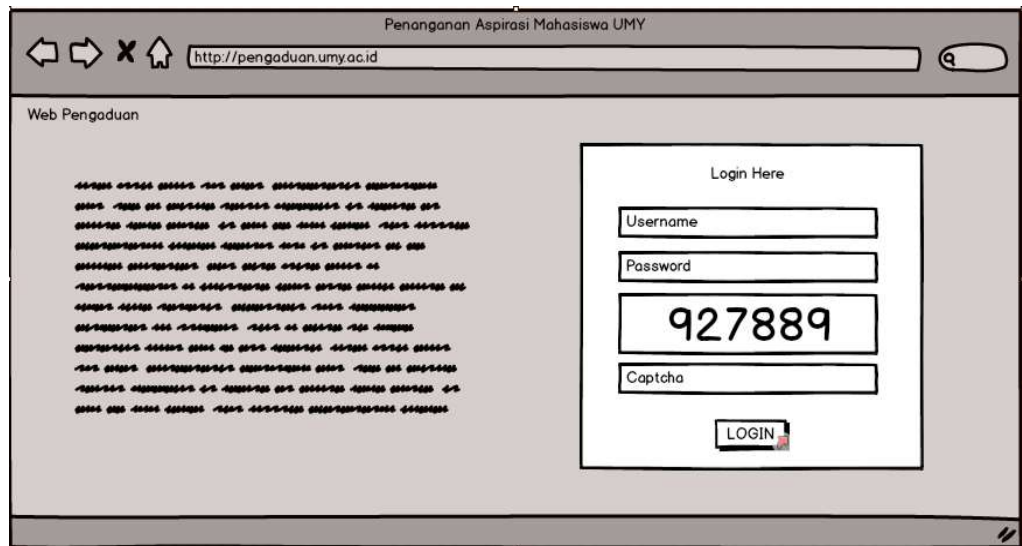 Penanganan Aspirasi Mahasiswa UMY
http://pengaduan.umy.ac.id
Web Pengaduan
Login Here
Username
Password
927889
Captcha
LOGIN